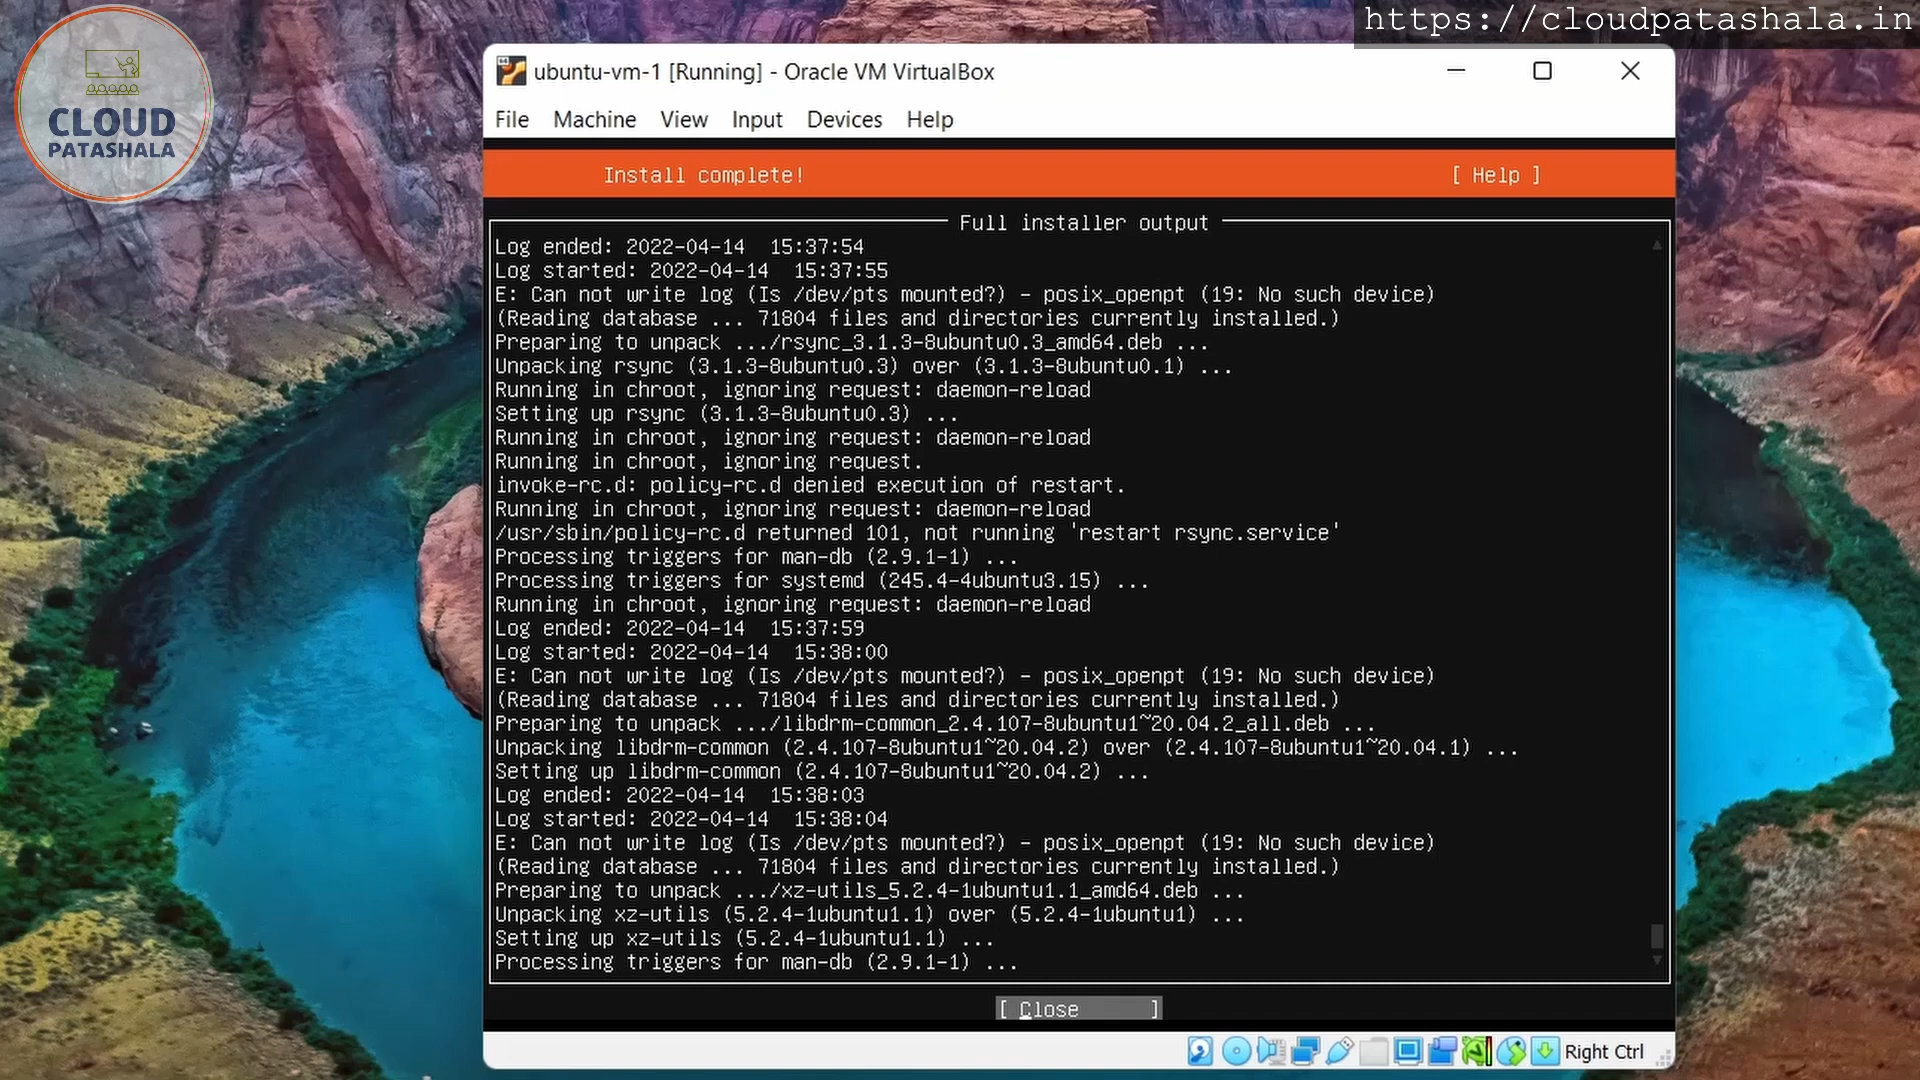 https://cloudpatashala.in
CLOUD
PATASHALA
ubuntu-vm-1 [Running] - Oracle VM VirtualBox
File Machine View Input Devices Help
Install complete! [ Help ]
Full installer output
Log ended: 2022-04-14  15:37:54
Log started: 2022-04-14  15:37:55
E: Can not write log (Is /dev/pts mounted?) - posix_openpt (19: No such device)
(Reading database ... 71804 files and directories currently installed.)
Preparing to unpack .../rsync_3.1.3-8ubuntu0.3_amd64.deb ...
Unpacking rsync (3.1.3-8ubuntu0.3) over (3.1.3-8ubuntu0.1) ...
Running in chroot, ignoring request: daemon-reload
Setting up rsync (3.1.3-8ubuntu0.3) ...
Running in chroot, ignoring request: daemon-reload
Running in chroot, ignoring request.
invoke-rc.d: policy-rc.d denied execution of restart.
Running in chroot, ignoring request: daemon-reload
/usr/sbin/policy-rc.d returned 101, not running 'restart rsync.service'
Processing triggers for man-db (2.9.1-1) ...
Processing triggers for systemd (245.4-4ubuntu3.15) ...
Running in chroot, ignoring request: daemon-reload
Log ended: 2022-04-14  15:37:59
Log started: 2022-04-14  15:38:00
E: Can not write log (Is /dev/pts mounted?) - posix_openpt (19: No such device)
(Reading database ... 71804 files and directories currently installed.)
Preparing to unpack .../libdrm-common_2.4.107-8ubuntu1~20.04.2_all.deb ...
Unpacking libdrm-common (2.4.107-8ubuntu1~20.04.2) over (2.4.107-8ubuntu1~20.04.1) ...
Setting up libdrm-common (2.4.107-8ubuntu1~20.04.2) ...
Log ended: 2022-04-14  15:38:03
Log started: 2022-04-14  15:38:04
E: Can not write log (Is /dev/pts mounted?) - posix_openpt (19: No such device)
(Reading database ... 71804 files and directories currently installed.)
Preparing to unpack .../xz-utils_5.2.4-1ubuntu1.1_amd64.deb ...
Unpacking xz-utils (5.2.4-1ubuntu1.1) over (5.2.4-1ubuntu1) ...
Setting up xz-utils (5.2.4-1ubuntu1.1) ...
Processing triggers for man-db (2.9.1-1) ...
[ Close ]
Right Ctrl